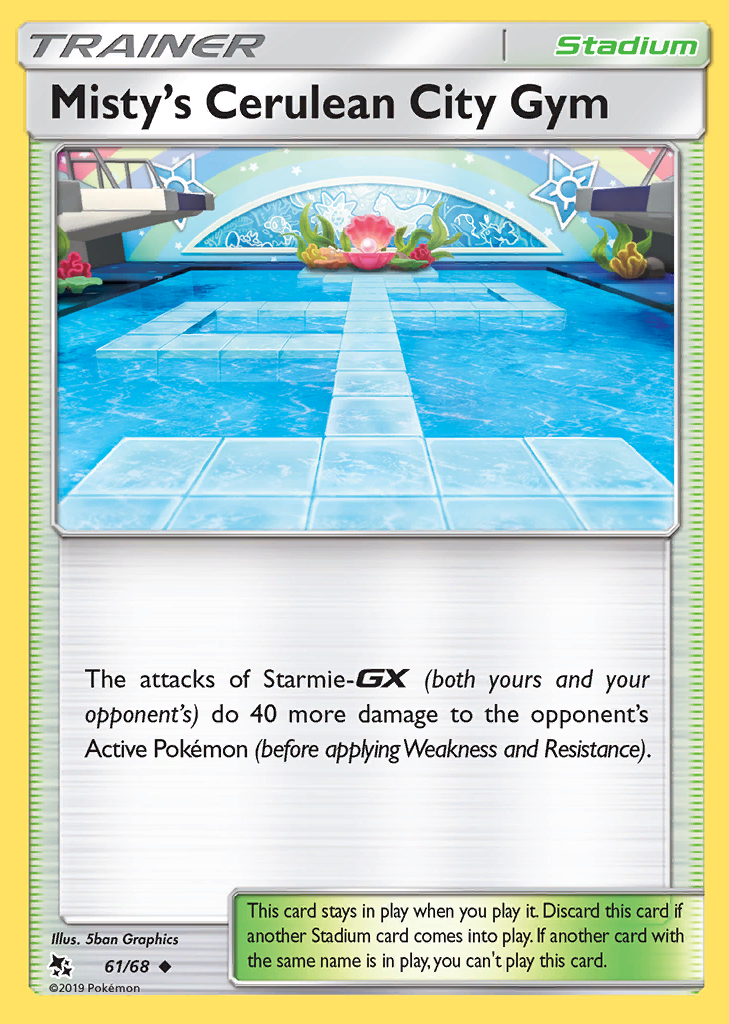 TRAINER
Stadium
Misty's Cerulean City Gym
The attacks of Starmie-GX (both yours and your
opponent's) do 40 more damage to the opponent's
Active Pokémon (before applying Weakness and Resistance).
This card stays in play when you play it. Discard this card if
another Stadium card comes into play. If another card with
the same name is in play, you can't play this card.
Illus. 5ban Graphics
61/68
©2019 Pokémon